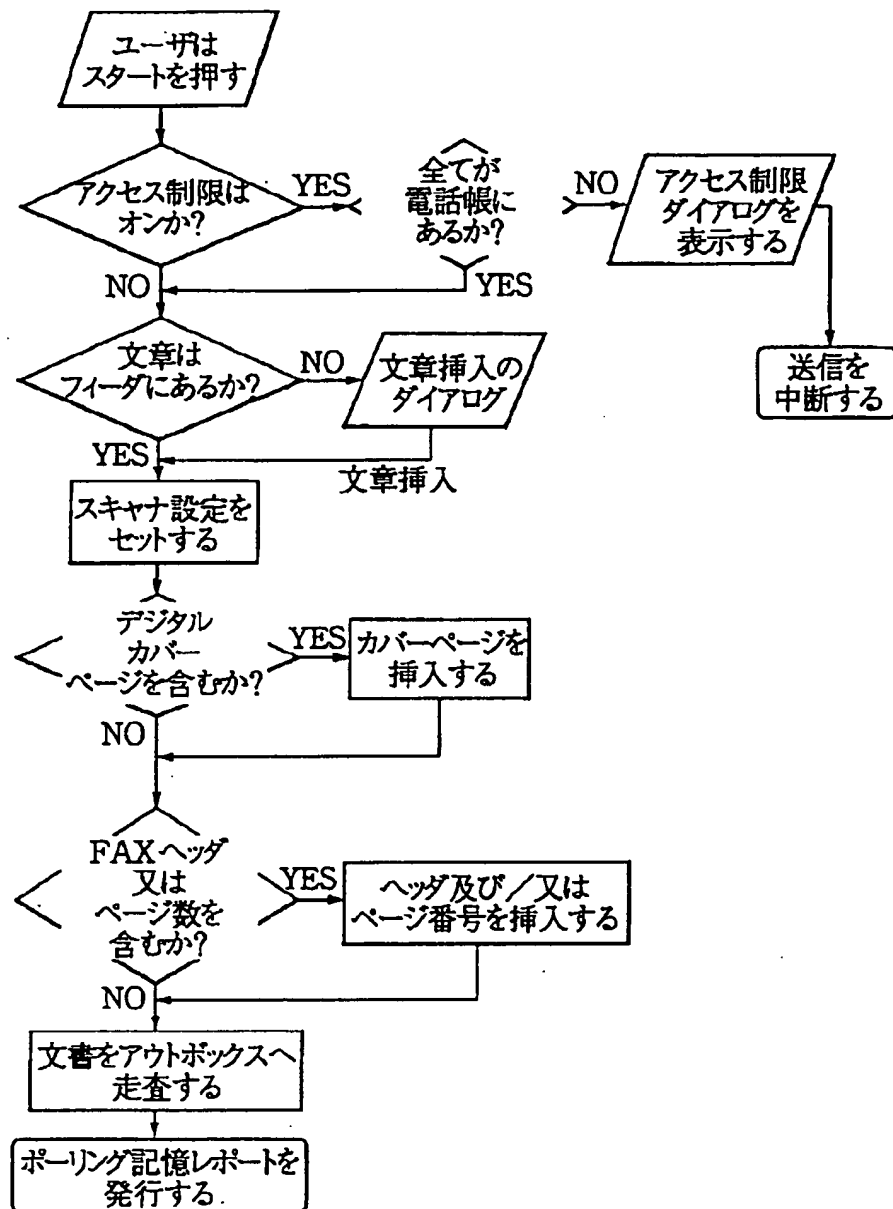 ユーザは
スタートを押す
アクセス制限は
オンか?
YES
全てが
電話帳に
あるか?
NO
アクセス制限
ダイアログを
表示する
NO
YES
文章は
フィーダにあるか?
NO
文章挿入の
ダイアログ
送信を
中断する
YES
文章挿入
スキャナ設定を
セットする
デジタル
カバー
ページを含むか?
YES
カバーページを
挿入する
NO
FAXヘッダ
又は
ページ数を
含むか?
YES
ヘッダ及び/又は
ページ番号を挿入する
NO
文書をアウトボックスへ
走査する
ポーリング記憶レポートを
発行する